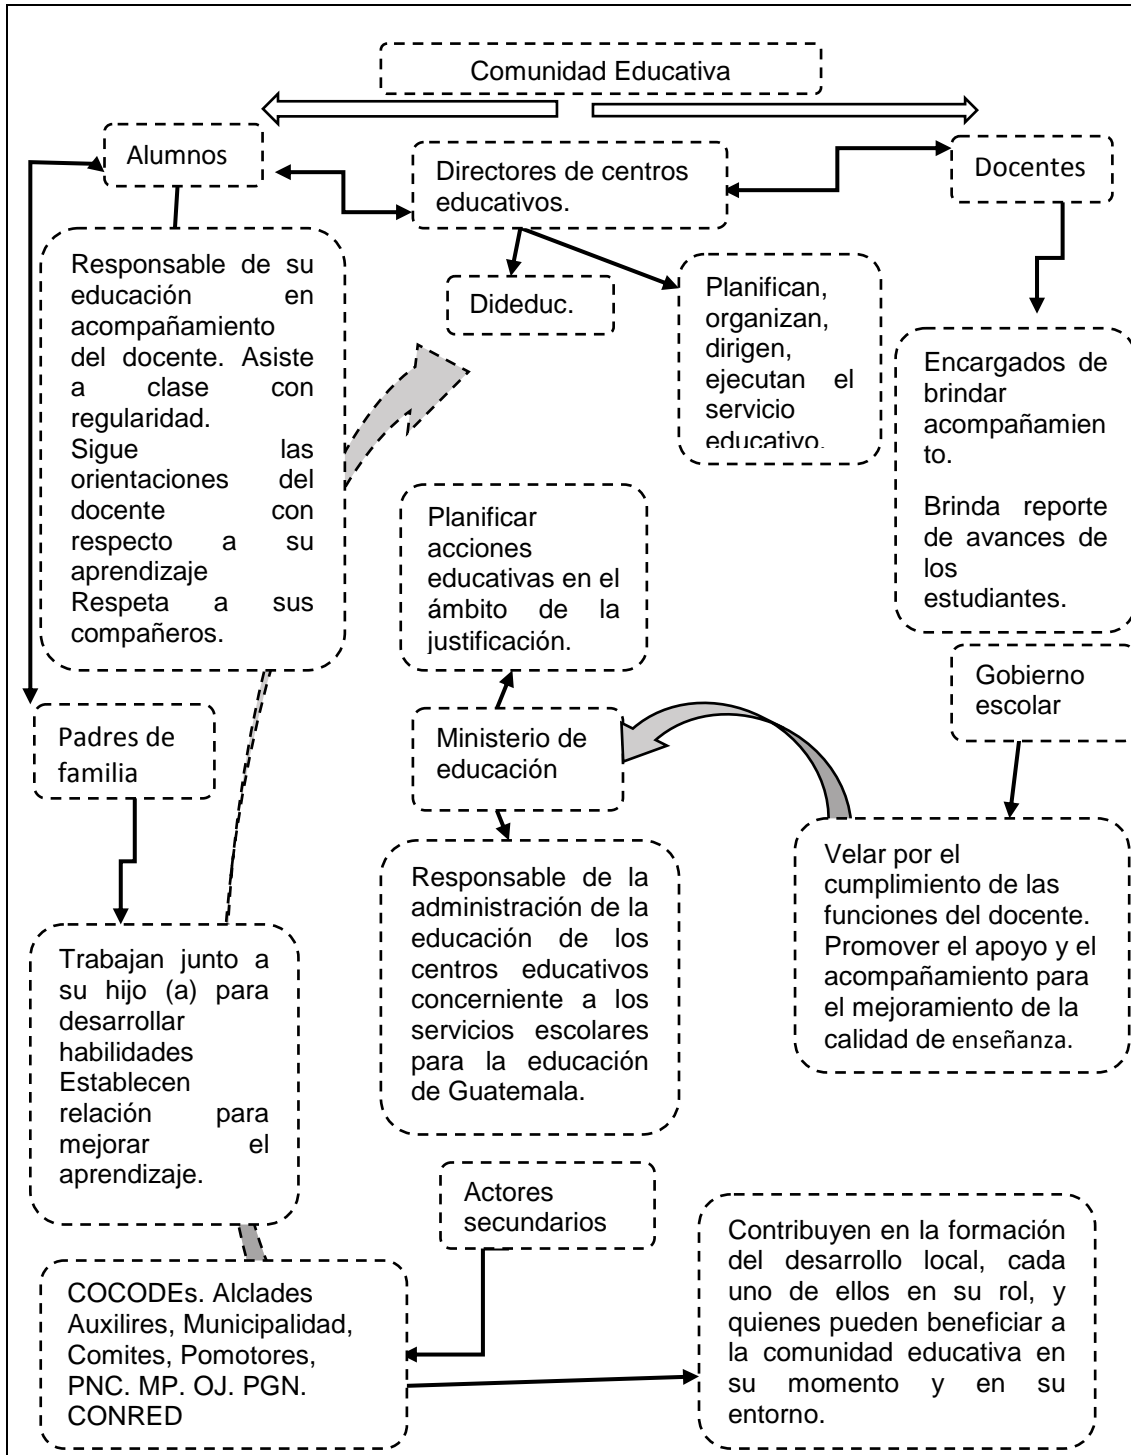 Comunidad Educativa
Alumnos
Directores de centros
educativos.
Docentes
Responsable de su
educación en
acompañamiento
del docente. Asiste
a clase con
regularidad.
Sigue las
orientaciones del
docente con
respecto a su
aprendizaje
Respeta a sus
compañeros.
Dideduc.
Planifican,
organizan,
dirigen,
ejecutan el
servicio
educativo.
Encargados de
brindar
acompañamien
to.
Brinda reporte
de avances de
los
estudiantes.
Planificar
acciones
educativas en el
ámbito de la
justificación.
Gobierno
escolar
Padres de
familia
Ministerio de
educación
Velar por el
cumplimiento de las
funciones del docente.
Promover el apoyo y el
acompañamiento para
el mejoramiento de la
calidad de enseñanza.
Responsable de la
administración de la
educación de los
centros educativos
concerniente a los
servicios escolares
para la educación
de Guatemala.
Trabajan junto a
su hijo (a) para
desarrollar
habilidades
Establecen
relación para
mejorar el
aprendizaje.
Actores
secundarios
COCODEs. Alclades
Auxilires, Municipalidad,
Comites, Pomotores,
PNC. MP. OJ. PGN.
CONRED
Contribuyen en la formación
del desarrollo local, cada
uno de ellos en su rol, y
quienes pueden beneficiar a
la comunidad educativa en
su momento y en su
entorno.